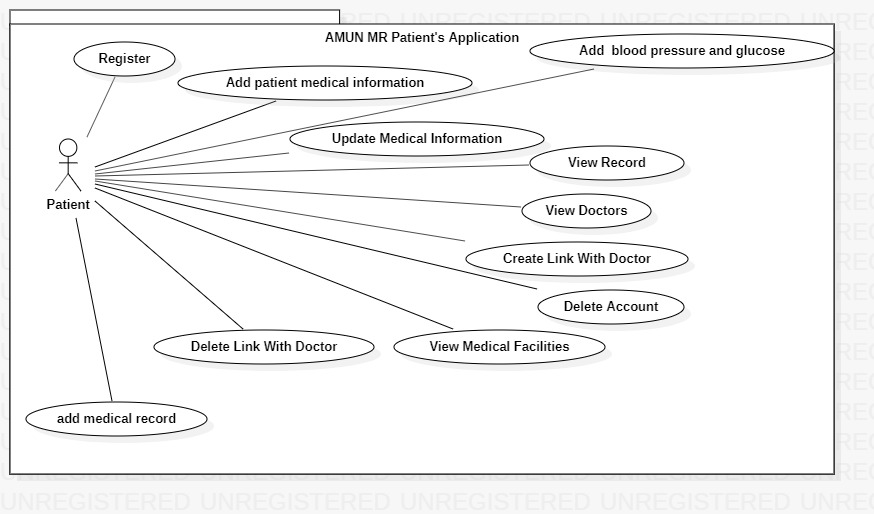 AMUN MR Patient's Application
Register
Add  blood pressure and glucose
Add patient medical information
Update Medical Information
View Record
Patient
View Doctors
Create Link With Doctor
Delete Account
Delete Link With Doctor
View Medical Facilities
add medical record
UNREGISTERED UNREGISTERED UNREGISTERED UNREGISTERED UNRE